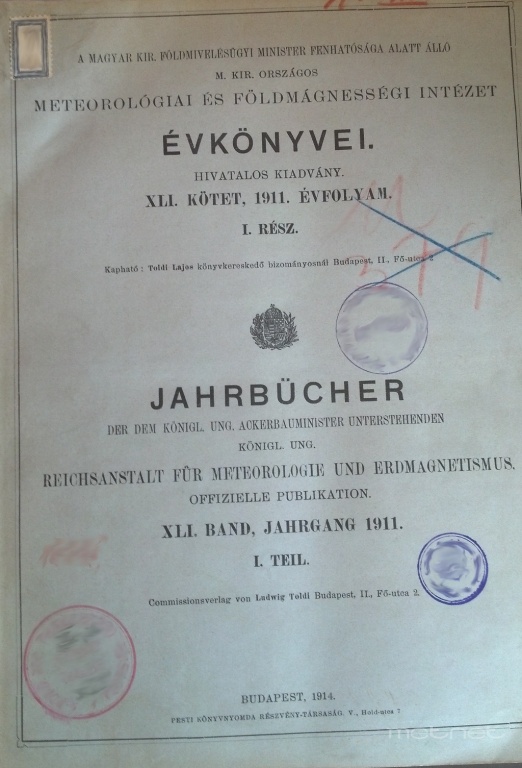 A MAGYAR KIR. FÖLDMIVELÉSÜGYI MINISTER FENHATÓSÁGA ALATT ÁLLÓ
M. KIR. ORSZÁGOS
METEOROLÓGIAI ÉS FÖLDMÁGNESSÉGI INTÉZET
ÉVKÖNYVEI.
HIVATALOS KIADVÁNY.
XLI. KÖTET, 1911. ÉVFOLYAM.
I. RÉSZ.
Kapható: Toldi Lajos könyvkereskedő bizományosnál Budapest, II., Fő-utca 2
JAHRBÜCHER
DER DEM KÖNIGL. UNG. ACKERBAUMINISTER UNTERSTEHENDEN
KÖNIGL. UNG.
REICHSANSTALT FÜR METEOROLOGIE UND ERDMAGNETISMUS.
OFFIZIELLE PUBLIKATION.
XLI. BAND, JAHRGANG 1911.
I. TEIL.
Commissionsverlag von Ludwig Toldi Budapest, II., Fő-utca 2.
BUDAPEST, 1914.
PESTI KÖNYVNYOMDA RÉSZVÉNY-TÁRSASÁG. V., Hold-utca 7